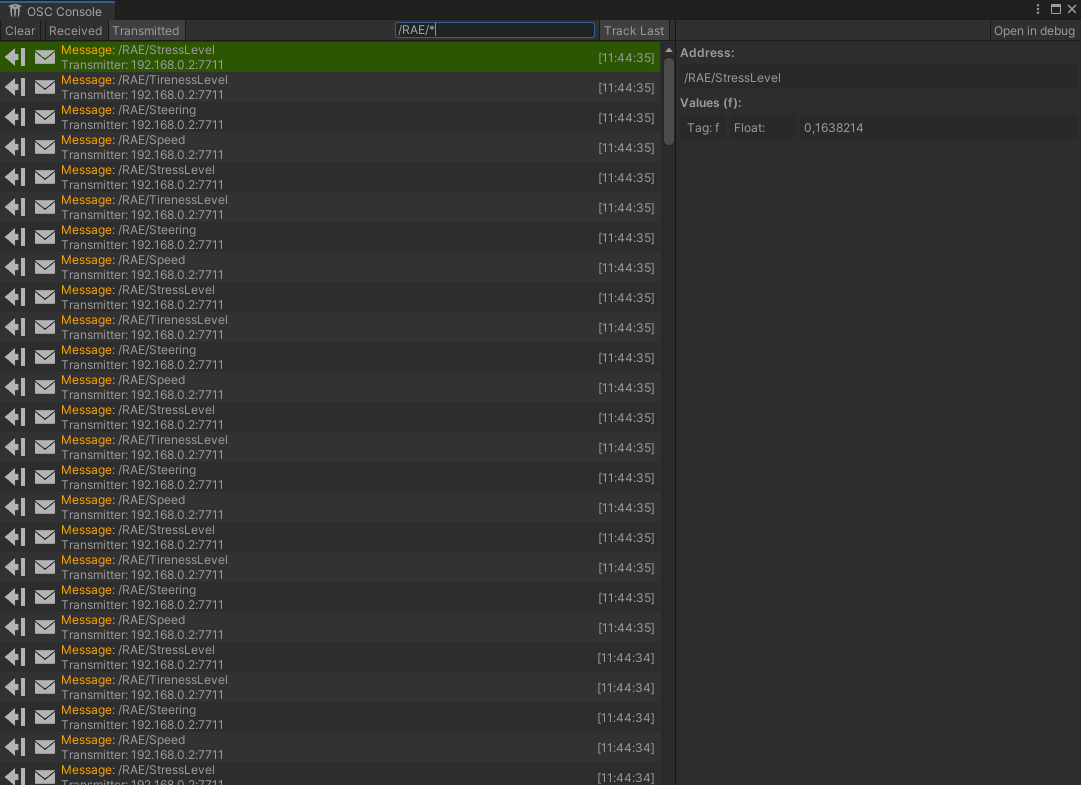 OSC Console
Clear Received Transmitted /RAE/* Track Last Open in debug
Message: /RAE/StressLevel
Transmitter: 192.168.0.2:7711
[11:44:35]
Message: /RAE/TirenessLevel
Transmitter: 192.168.0.2:7711
[11:44:35]
Message: /RAE/Steering
Transmitter: 192.168.0.2:7711
[11:44:35]
Message: /RAE/Speed
Transmitter: 192.168.0.2:7711
[11:44:35]
Message: /RAE/StressLevel
Transmitter: 192.168.0.2:7711
[11:44:35]
Message: /RAE/TirenessLevel
Transmitter: 192.168.0.2:7711
[11:44:35]
Message: /RAE/Steering
Transmitter: 192.168.0.2:7711
[11:44:35]
Message: /RAE/Speed
Transmitter: 192.168.0.2:7711
[11:44:35]
Message: /RAE/StressLevel
Transmitter: 192.168.0.2:7711
[11:44:35]
Message: /RAE/TirenessLevel
Transmitter: 192.168.0.2:7711
[11:44:35]
Message: /RAE/Steering
Transmitter: 192.168.0.2:7711
[11:44:35]
Message: /RAE/Speed
Transmitter: 192.168.0.2:7711
[11:44:35]
Message: /RAE/StressLevel
Transmitter: 192.168.0.2:7711
[11:44:35]
Message: /RAE/TirenessLevel
Transmitter: 192.168.0.2:7711
[11:44:35]
Message: /RAE/Steering
Transmitter: 192.168.0.2:7711
[11:44:35]
Message: /RAE/Speed
Transmitter: 192.168.0.2:7711
[11:44:35]
Message: /RAE/StressLevel
Transmitter: 192.168.0.2:7711
[11:44:35]
Message: /RAE/TirenessLevel
Transmitter: 192.168.0.2:7711
[11:44:35]
Message: /RAE/Steering
Transmitter: 192.168.0.2:7711
[11:44:35]
Message: /RAE/Speed
Transmitter: 192.168.0.2:7711
[11:44:35]
Message: /RAE/StressLevel
Transmitter: 192.168.0.2:7711
[11:44:34]
Message: /RAE/TirenessLevel
Transmitter: 192.168.0.2:7711
[11:44:34]
Message: /RAE/Steering
Transmitter: 192.168.0.2:7711
[11:44:34]
Message: /RAE/Speed
Transmitter: 192.168.0.2:7711
[11:44:34]
Message: /RAE/StressLevel
Transmitter: 192.168.0.2:7711
[11:44:34]
Address:
/RAE/StressLevel
Values (f):
Tag: f Float: 0,1638214